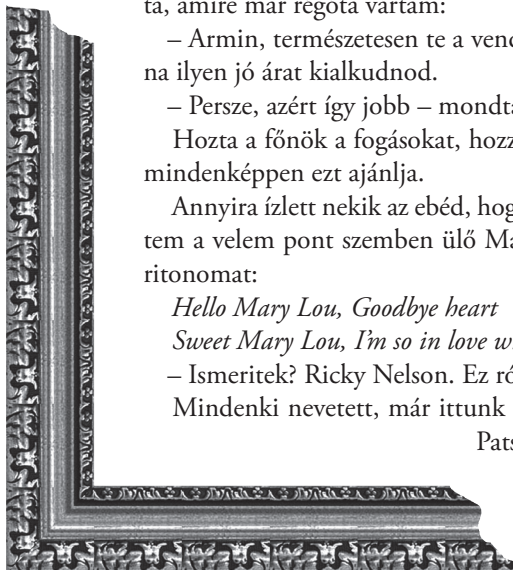 ta, amire már régóta vártam:
– Armin, természetesen te a vend
na ilyen jó árat kialkudnod.
– Persze, azért így jobb – mondta
Hozta a főnök a fogásokat, hozz
mindenképpen ezt ajánlja.
Annyira ízlett nekik az ebéd, hog
tem a velem pont szemben ülő Ma
ritonomat:
Hello Mary Lou, Goodbye heart
Sweet Mary Lou, I'm so in love w
– Ismeritek? Ricky Nelson. Ez ró
Mindenki nevetett, már ittunk
Pats